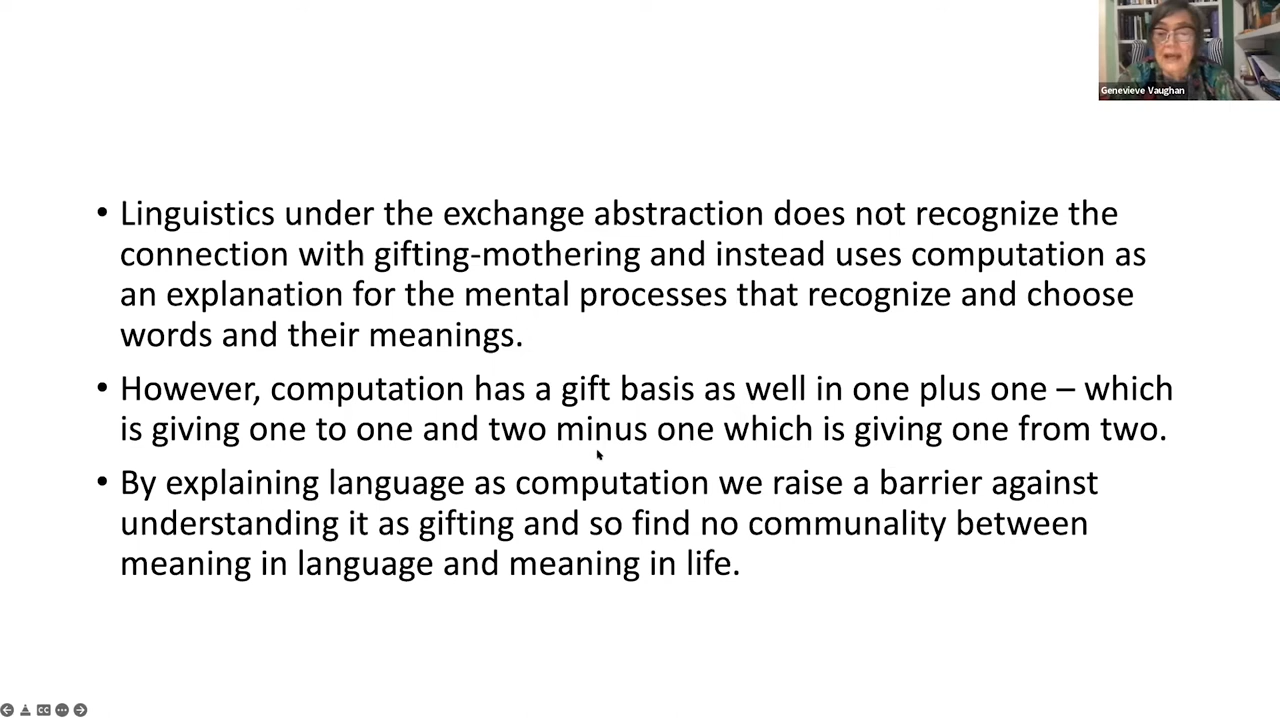 Genevieve Vaughan
• Linguistics under the exchange abstraction does not recognize the
connection with gifting-mothering and instead uses computation as
an explanation for the mental processes that recognize and choose
words and their meanings.
• However, computation has a gift basis as well in one plus one – which
is giving one to one and two minus one which is giving one from two.
• By explaining language as computation we raise a barrier against
understanding it as gifting and so find no communality between
meaning in language and meaning in life.
CC